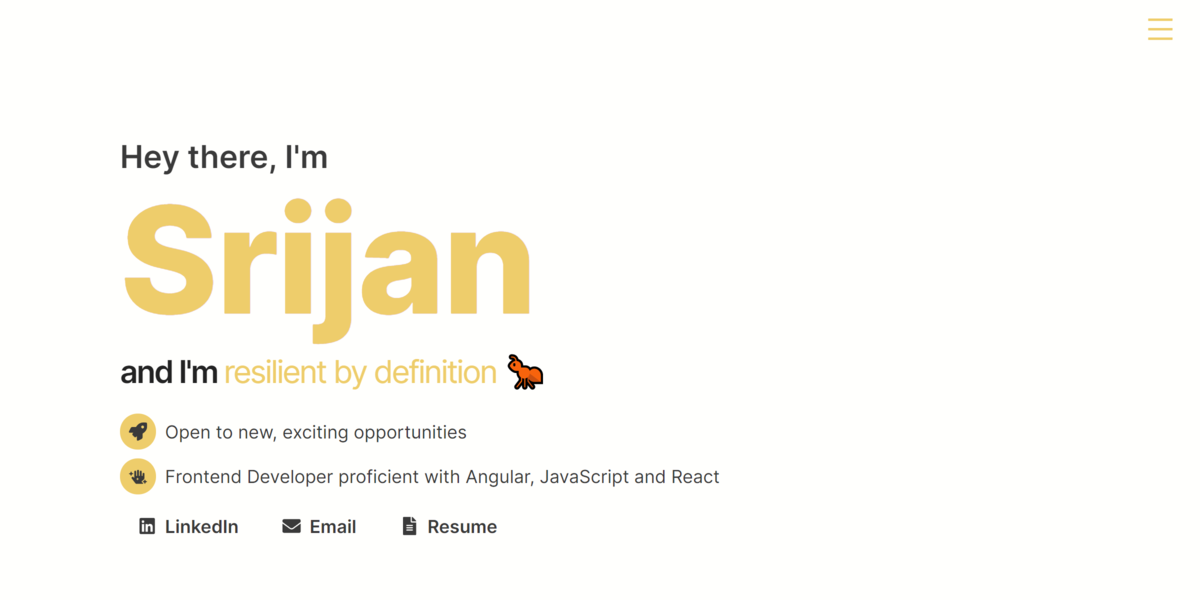 Hey there, I'm
Srijan
and I'm resilient by definition
Open to new, exciting opportunities
Frontend Developer proficient with Angular, JavaScript and React
LinkedIn Email Resume